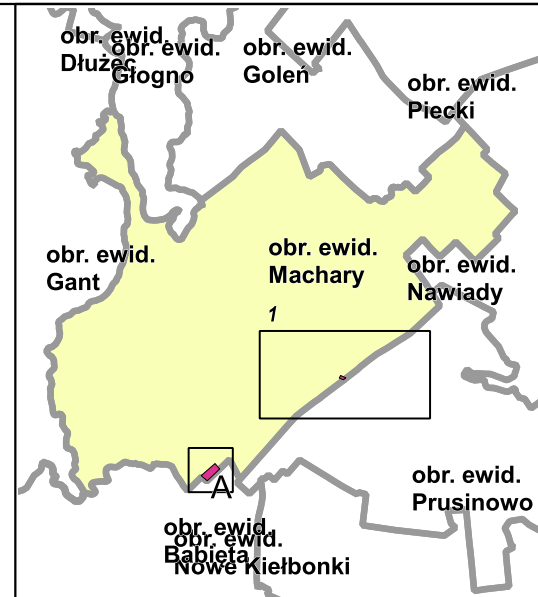 obr. ewid.
Dłużec
obr. ewid.
Głogno
obr. ewid.
Goleń
obr. ewid.
Piecki
obr. ewid.
Gant
obr. ewid.
Machary
obr. ewid.
Nawiady
1
obr. ewid.
Prusinowo
A
obr. ewid.
Babięta
obr. ewid.
Nowe Kiełbonki